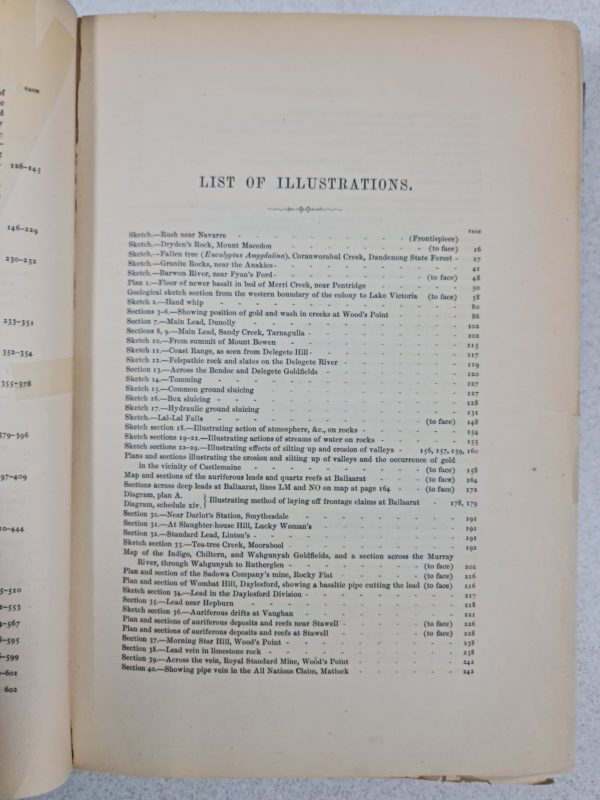 PAGE
126–145
146–229
230–232
233–351
352–354
355–378
379–396
397–409
410–444
LIST OF ILLUSTRATIONS.
PAGE
Sketch.—Rush near Navarre - - - - - - - - (Frontispiece)
Sketch.—Dryden's Rock, Mount Macedon - - - - - - (to face) 16
Sketch.—Fallen tree (Eucalyptus Amygdalina), Coranworabul Creek, Dandenong State Forest - 27
Sketch.—Granite Rocks, near the Anakies - - - - - - - 42
Sketch.—Barwon River, near Fyan's Ford - - - - - - (to face) 48
Plan 1.—Floor of newer basalt in bed of Merri Creek, near Pentridge - - - - 50
Geological sketch section from the western boundary of the colony to Lake Victoria (to face) 58
Sketch 2.—Hand whip - - - - - - - - - 80
Sections 3–6.—Showing position of gold and wash in creeks at Wood's Point - - - 86
Section 7.—Main Lead, Dunolly - - - - - - - - 102
Sections 8, 9.—Main Lead, Sandy Creek, Tarnagulla - - - - - - 102
Sketch 10.—From summit of Mount Bowen - - - - - - - 115
Sketch 11.—Coast Range, as seen from Delegete Hill - - - - - - 117
Sketch 12.—Felspathic rock and slates on the Delegete River - - - - - 119
Section 13.—Across the Bendoc and Delegete Goldfields - - - - - - 120
Sketch 14.—Tomming - - - - - - - - - 127
Sketch 15.—Common ground sluicing - - - - - - - 127
Sketch 16.—Box sluicing - - - - - - - - - 128
Sketch 17.—Hydraulic ground sluicing - - - - - - - 131
Sketch.—Lal-Lal Falls - - - - - - - - (to face) 148
Sketch section 18.—Illustrating action of atmosphere, &c., on rocks - - - - 154
Sketch sections 19–21.—Illustrating actions of streams of water on rocks - - - 155
Sketch sections 22–29.—Illustrating effects of silting up and erosion of valleys - 156, 157, 159, 160
Plans and sections illustrating the erosion and silting up of valleys and the occurrence of gold
in the vicinity of Castlemaine - - - - - - (to face) 158
Map and sections of the auriferous leads and quartz reefs at Ballaarat - - (to face) 164
Sections across deep leads at Ballaarat, lines LM and NO on map at page 164 - - (to face) 172
Diagram, plan A. } Illustrating method of laying off frontage claims at Ballaarat - 178, 179
Diagram, schedule xiv.
Section 30.—Near Darlot's Station, Smythesdale - - - - - - 191
Section 31.—At Slaughter-house Hill, Lucky Woman's - - - - - - 191
Section 32.—Standard Lead, Linton's - - - - - - - 191
Sketch section 33.—Tea-tree Creek, Moorabool - - - - - - - 192
Map of the Indigo, Chiltern, and Wahgunyah Goldfields, and a section across the Murray
River, through Wahgunyah to Rutherglen - - - - (to face) 202
Plan and section of the Sadowa Company's mine, Rocky Flat - - - (to face) 216
Plan and section of Wombat Hill, Daylesford, showing a basaltic pipe cutting the lead (to face) 216
Sketch section 34.—Lead in the Daylesford Division - - - - - - 217
Section 35.—Lead near Hepburn - - - - - - - - 218
Sketch section 36.—Auriferous drifts at Vaughan - - - - - - 221
Plan and sections of auriferous deposits and reefs near Stawell - - - (to face) 226
Plan and sections of auriferous deposits and reefs at Stawell - - - (to face) 228
Section 37.—Morning Star Hill, Wood's Point - - - - - - - 238
Section 38.—Lead vein in limestone rock - - - - - - - 238
Section 39.—Across the vein, Royal Standard Mine, Wood's Point - - - - 242
Section 40.—Showing pipe vein in the All Nations Claim, Matlock - - - - 242